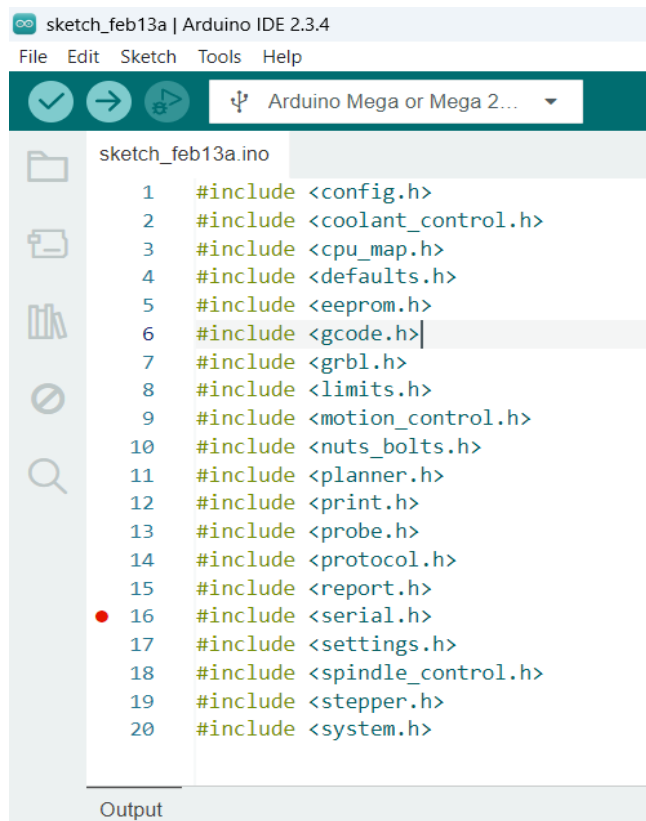 sketch_feb13a | Arduino IDE 2.3.4
File Edit Sketch Tools Help
Arduino Mega or Mega 2...
sketch_feb13a.ino
1 #include <config.h>
2 #include <coolant_control.h>
3 #include <cpu_map.h>
4 #include <defaults.h>
5 #include <eeprom.h>
6 #include <gcode.h>
7 #include <grbl.h>
8 #include <limits.h>
9 #include <motion_control.h>
10 #include <nuts_bolts.h>
11 #include <planner.h>
12 #include <print.h>
13 #include <probe.h>
14 #include <protocol.h>
15 #include <report.h>
16 #include <serial.h>
17 #include <settings.h>
18 #include <spindle_control.h>
19 #include <stepper.h>
20 #include <system.h>
Output